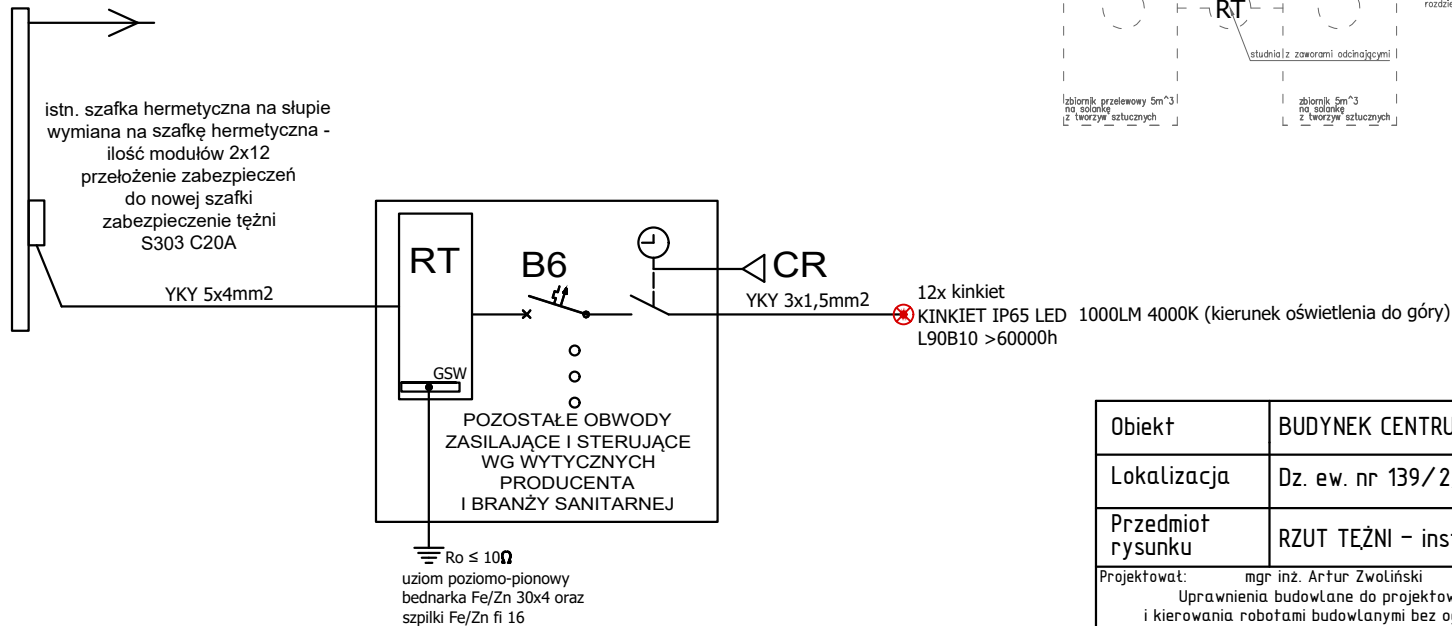 istn. szafka hermetyczna na słupie
wymiana na szafkę hermetyczna -
ilość modułów 2x12
przełożenie zabezpieczeń
do nowej szafki
zabezpieczenie tężni
S303 C20A
YKY 5x4mm2
RT
B6
CR
GSW
POZOSTAŁE OBWODY
ZASILAJĄCE I STERUJĄCE
WG WYTYCZNYCH
PRODUCENTA
I BRANŻY SANITARNEJ
YKY 3x1,5mm2
12x kinkiet
KINKIET IP65 LED 1000LM 4000K (kierunek oświetlenia do góry)
L90B10 >60000h
Ro ≤ 10Ω
uziom poziomo-pionowy
bednarka Fe/Zn 30x4 oraz
szpilki Fe/Zn fi 16
RT
studnia z zaworami odcinającymi
zbiornik przelewowy 5m^3
na solankę
z tworzyw sztucznych
zbiornik 5m^3
na solankę
z tworzyw sztucznych
Obiekt
BUDYNEK CENTRU
Lokalizacja
Dz. ew. nr 139/2
Przedmiot
rysunku
RZUT TĘŻNI - inst
Projektował: mgr inż. Artur Zwoliński
Uprawnienia budowlane do projektow
i kierowania robotami budowlanymi bez og